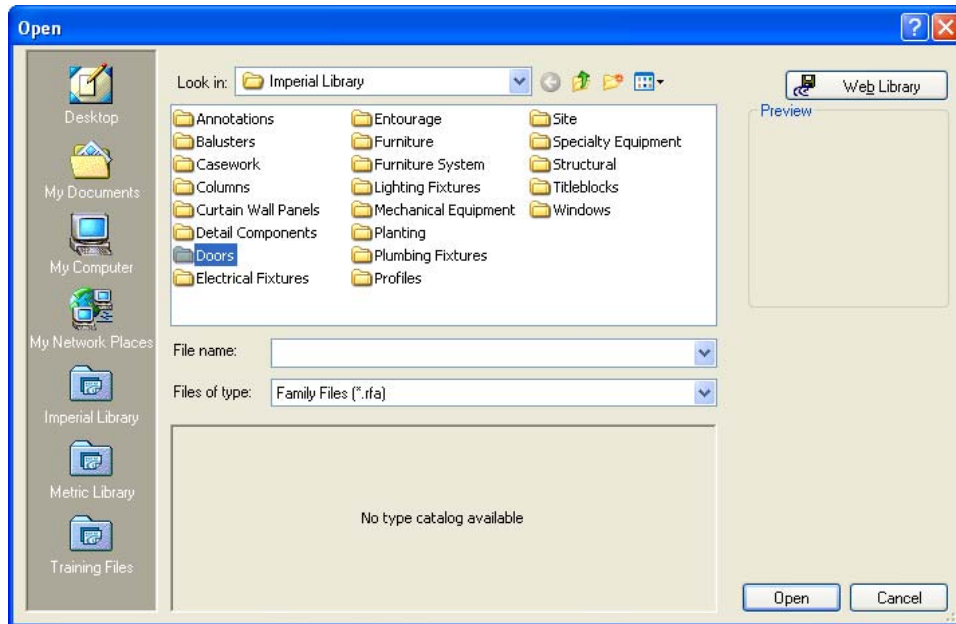 Open
Desktop
My Documents
My Computer
My Network Places
Imperial Library
Metric Library
Training Files
Look in: Imperial Library
Annotations
Balusters
Casework
Columns
Curtain Wall Panels
Detail Components
Doors
Electrical Fixtures
Entourage
Furniture
Furniture System
Lighting Fixtures
Mechanical Equipment
Planting
Plumbing Fixtures
Profiles
Site
Specialty Equipment
Structural
Titleblocks
Windows
File name:
Files of type: Family Files (*.rfa)
No type catalog available
Web Library
Preview
Open Cancel